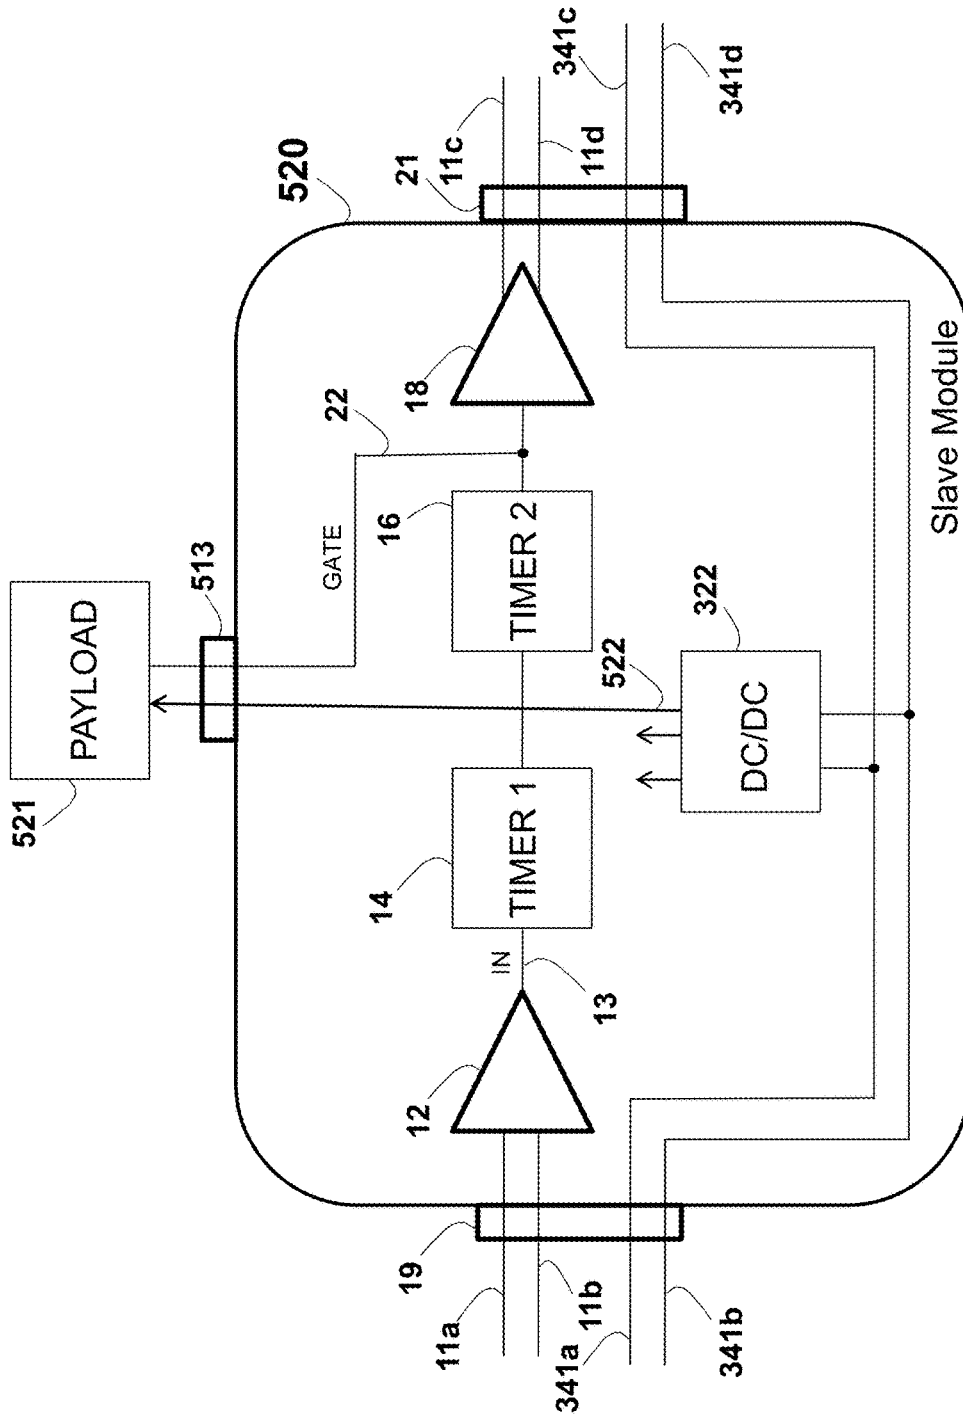 521
PAYLOAD
513
520
GATE
22
21
11c
11d
341c
341d
12
IN
13
14
TIMER 1
16
TIMER 2
18
19
11a
11b
341a
341b
522
322
DC/DC
Slave Module